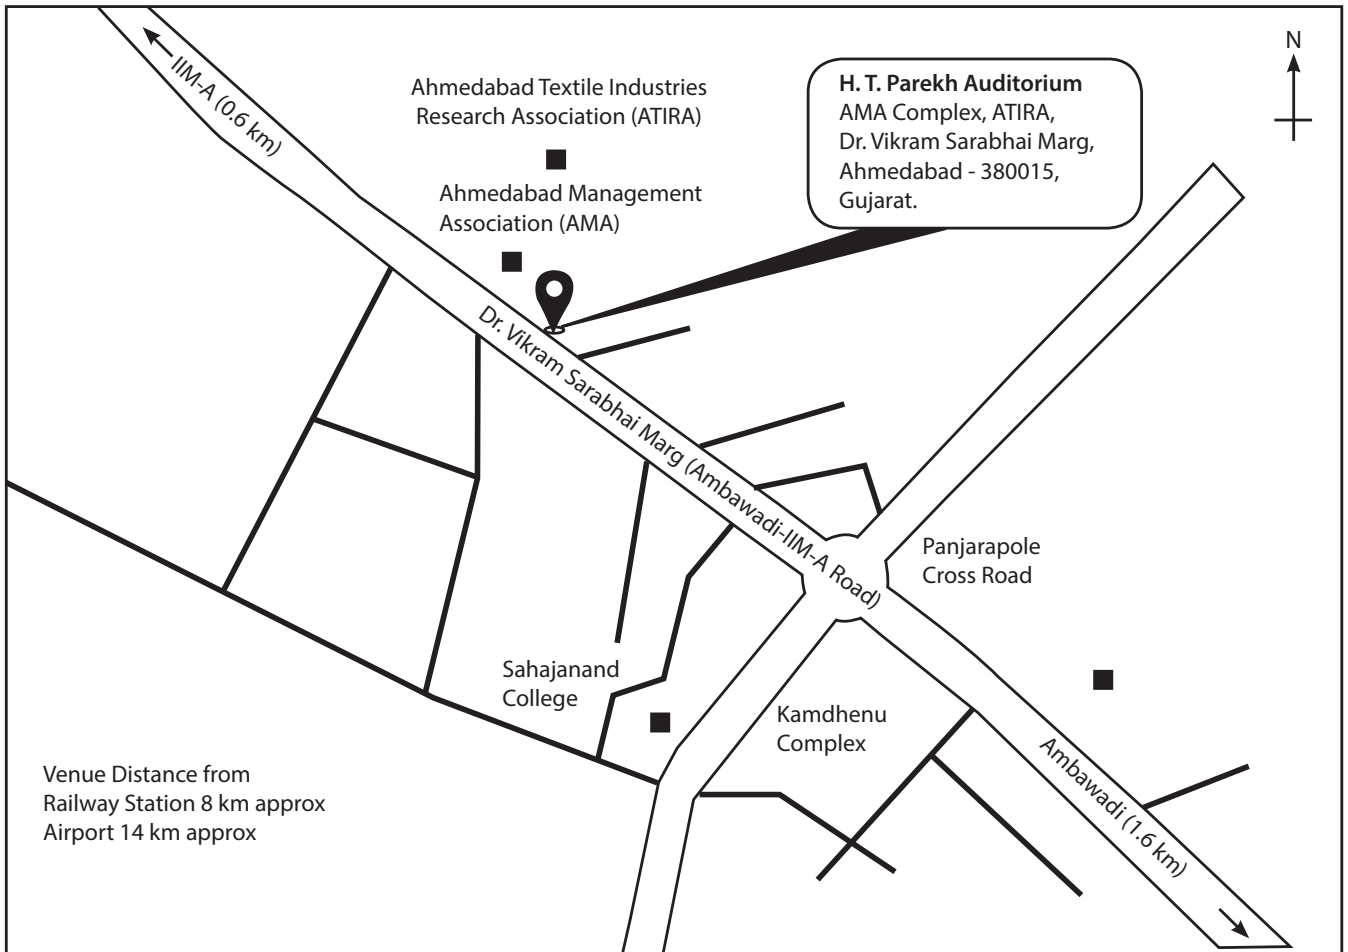 IIM-A (0.6 km)
Ahmedabad Textile Industries
Research Association (ATIRA)
Ahmedabad Management
Association (AMA)
H. T. Parekh Auditorium
AMA Complex, ATIRA,
Dr. Vikram Sarabhai Marg,
Ahmedabad - 380015,
Gujarat.
N
Dr. Vikram Sarabhai Marg (Ambawadi-IIM-A Road)
Panjarapole
Cross Road
Sahajanand
College
Kamdhenu
Complex
Ambawadi (1.6 km)
Venue Distance from
Railway Station 8 km approx
Airport 14 km approx